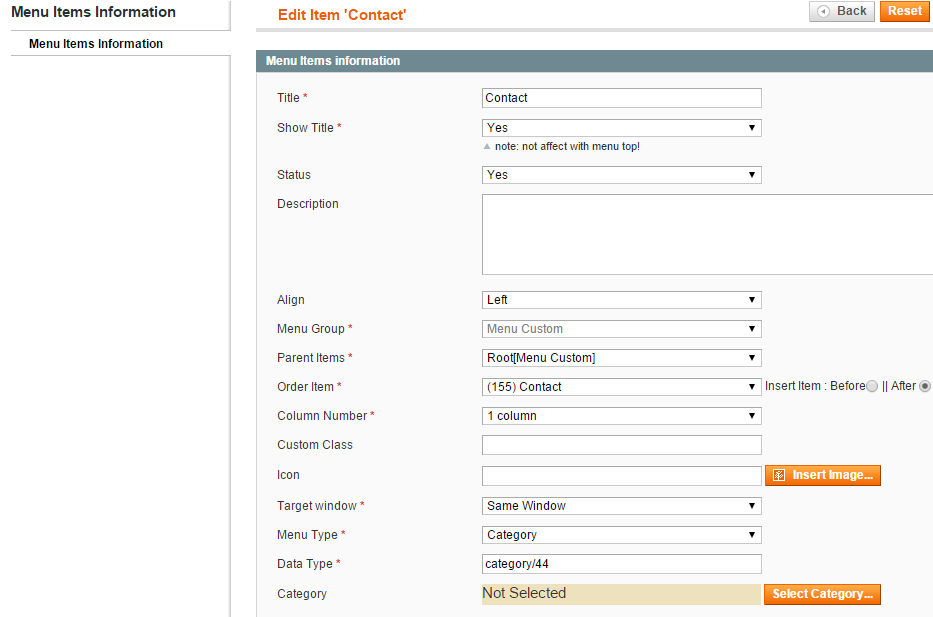 Menu Items Information
Menu Items Information
Edit Item 'Contact'
Back
Reset
Menu Items information
Title *
Contact
Show Title *
Yes
note: not affect with menu top!
Status
Yes
Description
Align
Left
Menu Group *
Menu Custom
Parent Items *
Root[Menu Custom]
Order Item *
(155) Contact
Insert Item : Before || After
Column Number *
1 column
Custom Class
Icon
Insert Image...
Target window *
Same Window
Menu Type *
Category
Data Type *
category/44
Category
Not Selected
Select Category...